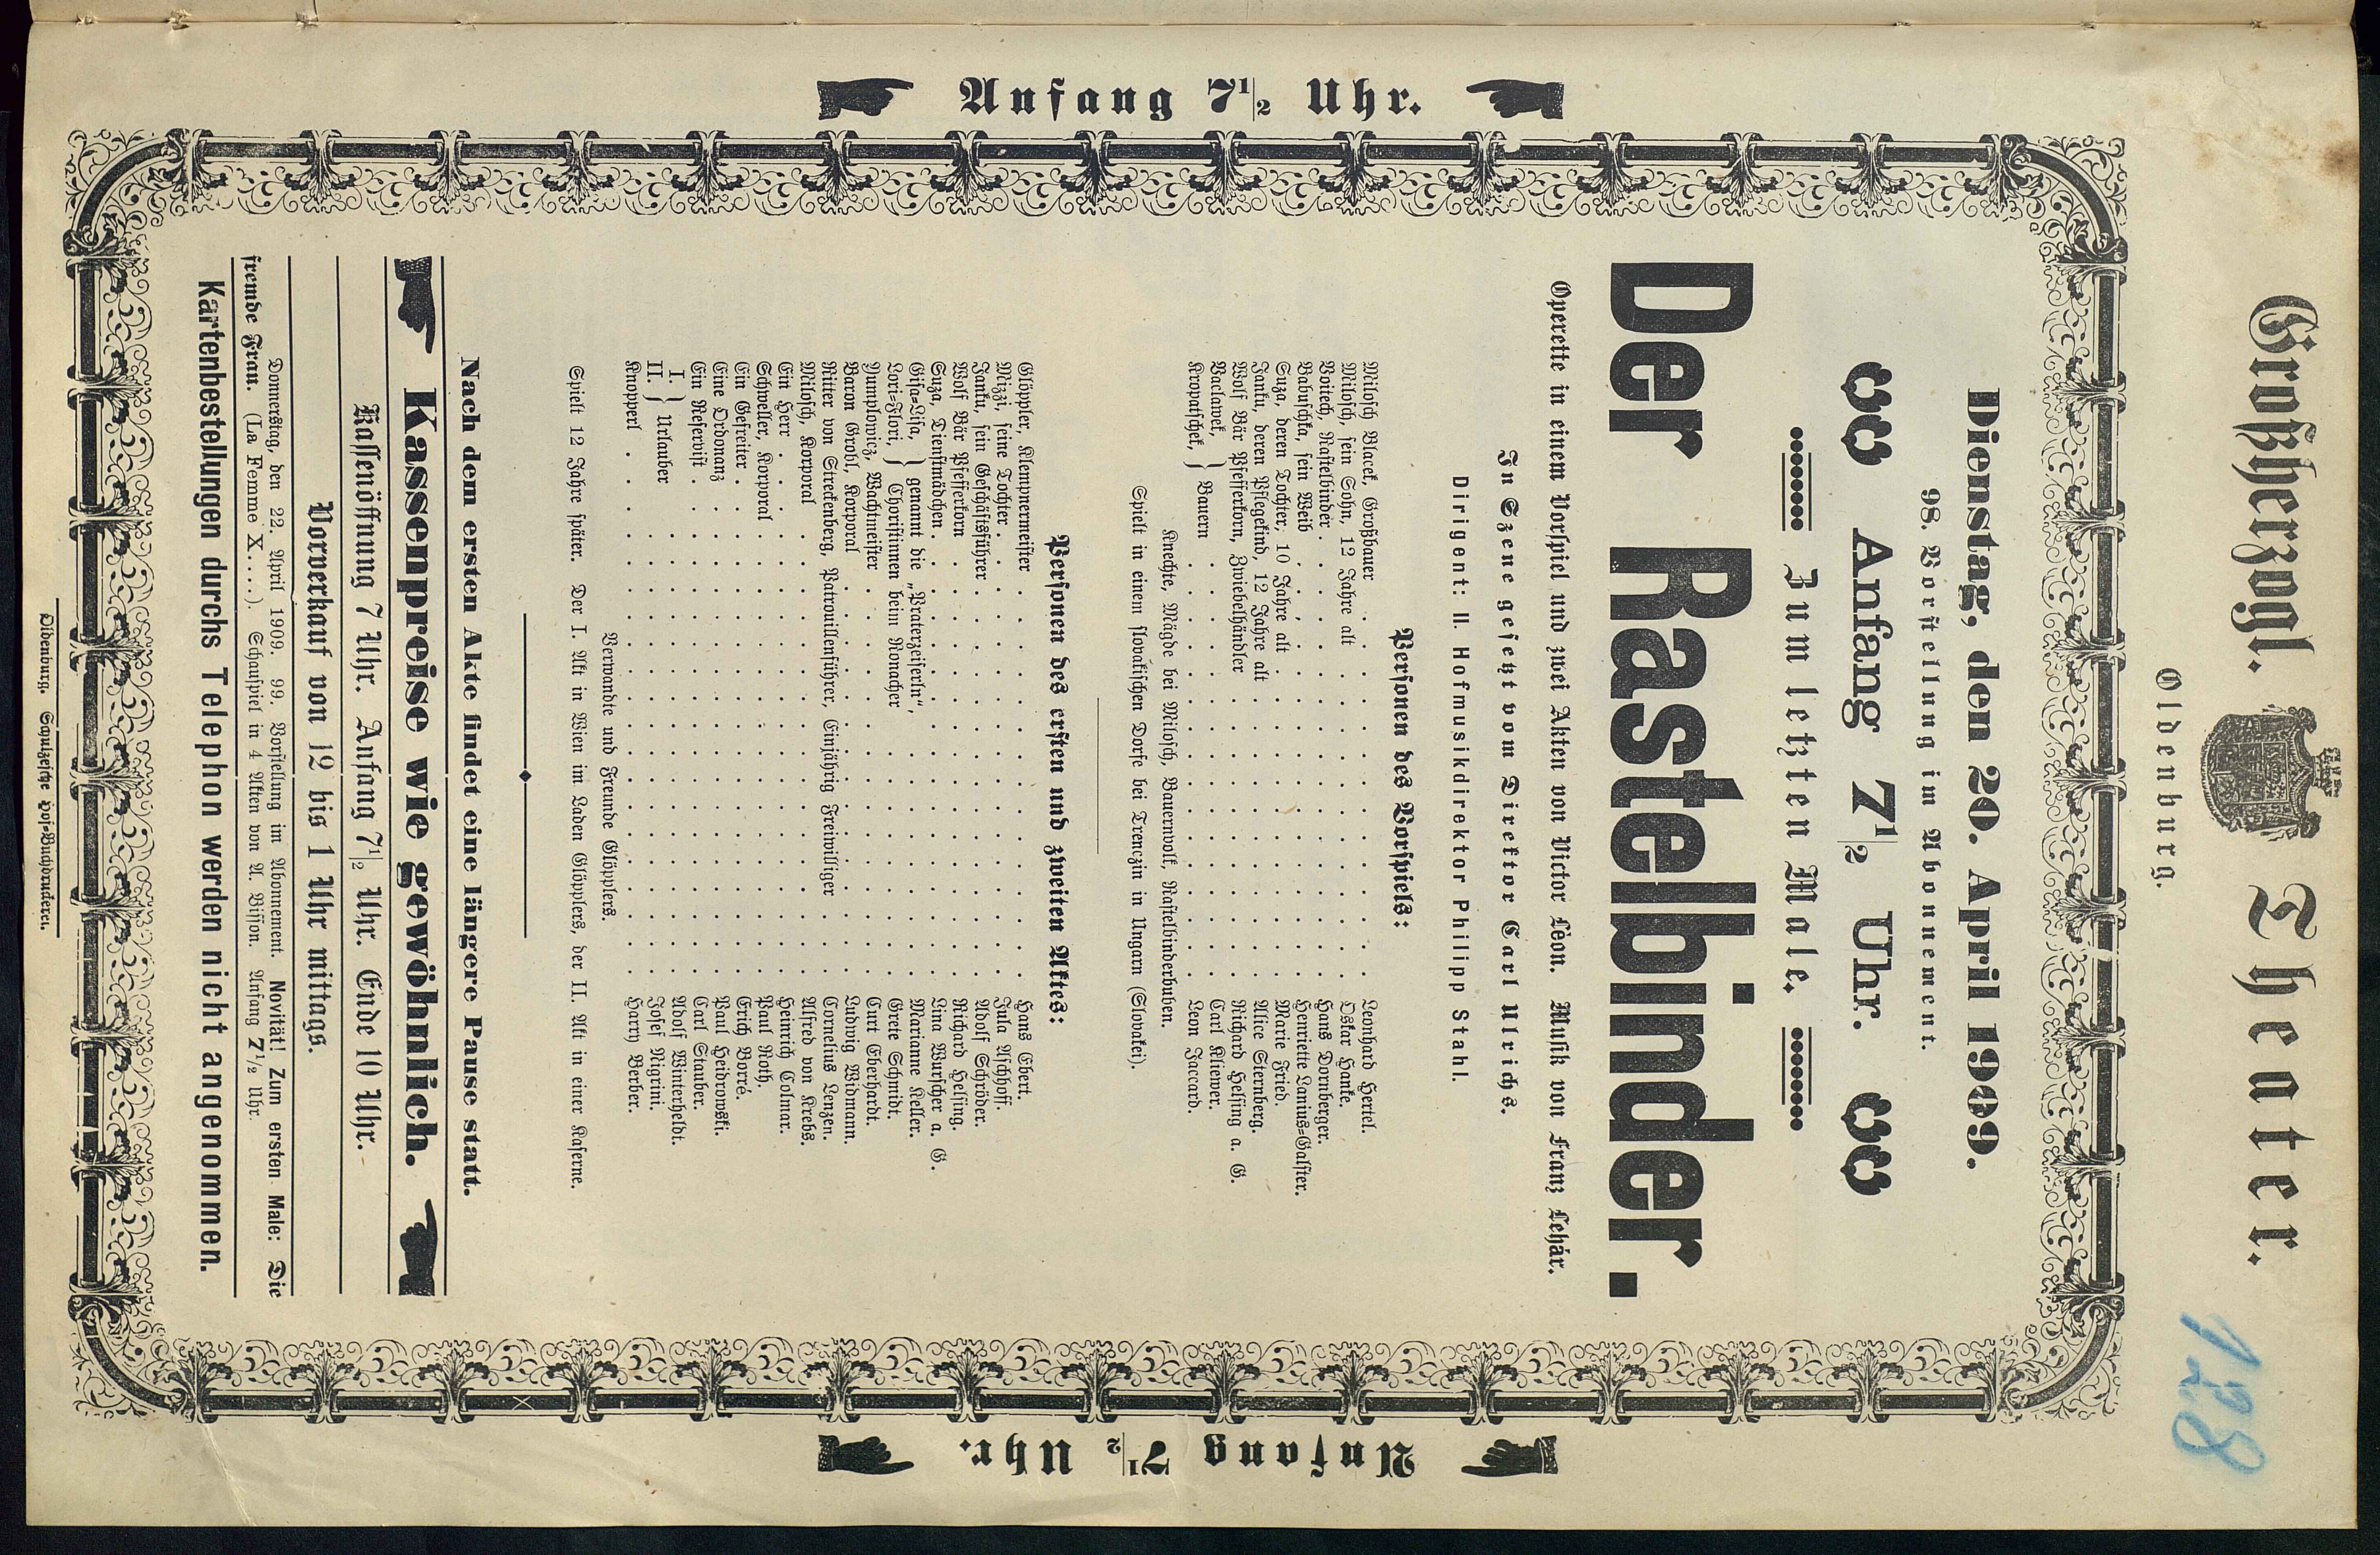 Großherzogl. Theater.
Oldenburg.
128
Anfang 7½ Uhr.
Dienstag, den 20. April 1909.
98. Vorstellung im Abonnement.
Anfang 7½ Uhr.
Zum letzten Male.
Der Rastelbinder.
Operette in einem Vorspiel und zwei Akten von Victor Léon. Musik von Franz Lehár.
In Szene gesetzt vom Direktor Carl Ulrichs.
Dirigent: II. Hofmusikdirektor Philipp Stahl.
Personen des Vorspiels:
Milosch Blacek, Großbauer . . . Leonhard Hertel.
Milosch, sein Sohn, 12 Jahre alt . . . Oskar Hanke.
Voitech, Rastelbinder . . . Hans Dornberger.
Babuschka, sein Weib . . . Henriette Lanius-Galster.
Suza, deren Tochter, 10 Jahre alt . . . Marie Fried.
Janku, deren Pflegekind, 12 Jahre alt . . . Alice Sternberg.
Wolf Bär Pfefferkorn, Zwiebelhändler . . . Richard Helsing a. G.
Vaclawek, } Bauern . . . Carl Kliewer.
Kropatschek, } . . . Leon Jaccard.
Knechte, Mägde bei Milosch, Bauernvolk, Rastelbinderbuben.
Spielt in einem slovakischen Dorfe bei Trenczin in Ungarn (Slovakei).
Personen des ersten und zweiten Aktes:
Glöppler, Klempnermeister . . . Hans Ebert.
Mizzi, seine Tochter . . . Jula Aschhoff.
Janku, sein Geschäftsführer . . . Adolf Schröder.
Wolf Bär Pfefferkorn . . . Richard Helsing.
Suza, Dienstmädchen . . . Lina Wurscher a. G.
Gisa-Lisa, } genannt die „Praterzeiserln“, . . . Marianne Keller.
Lori-Flori, } Choristinnen beim Ronacher . . . Grete Schmidt.
Numplowicz, Wachtmeister . . . Curt Eberhardt.
Baron Grobl, Korporal . . . Ludwig Widmann.
Ritter von Streckenberg, Patrouillenführer, Einjährig Freiwilliger . . . Cornelius Lenzen.
Milosch, Korporal . . . Alfred von Krebs.
Ein Herr . . . Heinrich Colmar.
Schweller, Korporal . . . Paul Roth.
Ein Gefreiter . . . Erich Borré.
Eine Ordonanz . . . Paul Heidrowski.
Ein Reservist . . . Carl Stauber.
I. } Urlauber . . . Adolf Winterheldt.
II. } . . . Josef Nigrini.
Knopperl . . . Harry Berber.
Verwandte und Freunde Glöpplers.
Spielt 12 Jahre später. Der I. Akt in Wien im Laden Glöpplers, der II. Akt in einer Kaserne.
Nach dem ersten Akte findet eine längere Pause statt.
Kassenpreise wie gewöhnlich.
Kassenöffnung 7 Uhr. Anfang 7½ Uhr. Ende 10 Uhr.
Vorverkauf von 12 bis 1 Uhr mittags.
Donnerstag, den 22. April 1909. 99. Vorstellung im Abonnement. Novität! Zum ersten Male: Die
fremde Frau. (La Femme X....). Schauspiel in 4 Akten von A. Bisson. Anfang 7½ Uhr.
Kartenbestellungen durchs Telephon werden nicht angenommen.
Oldenburg. Schulzesche Hof-Buchdruckerei.
Anfang 7½ Uhr.